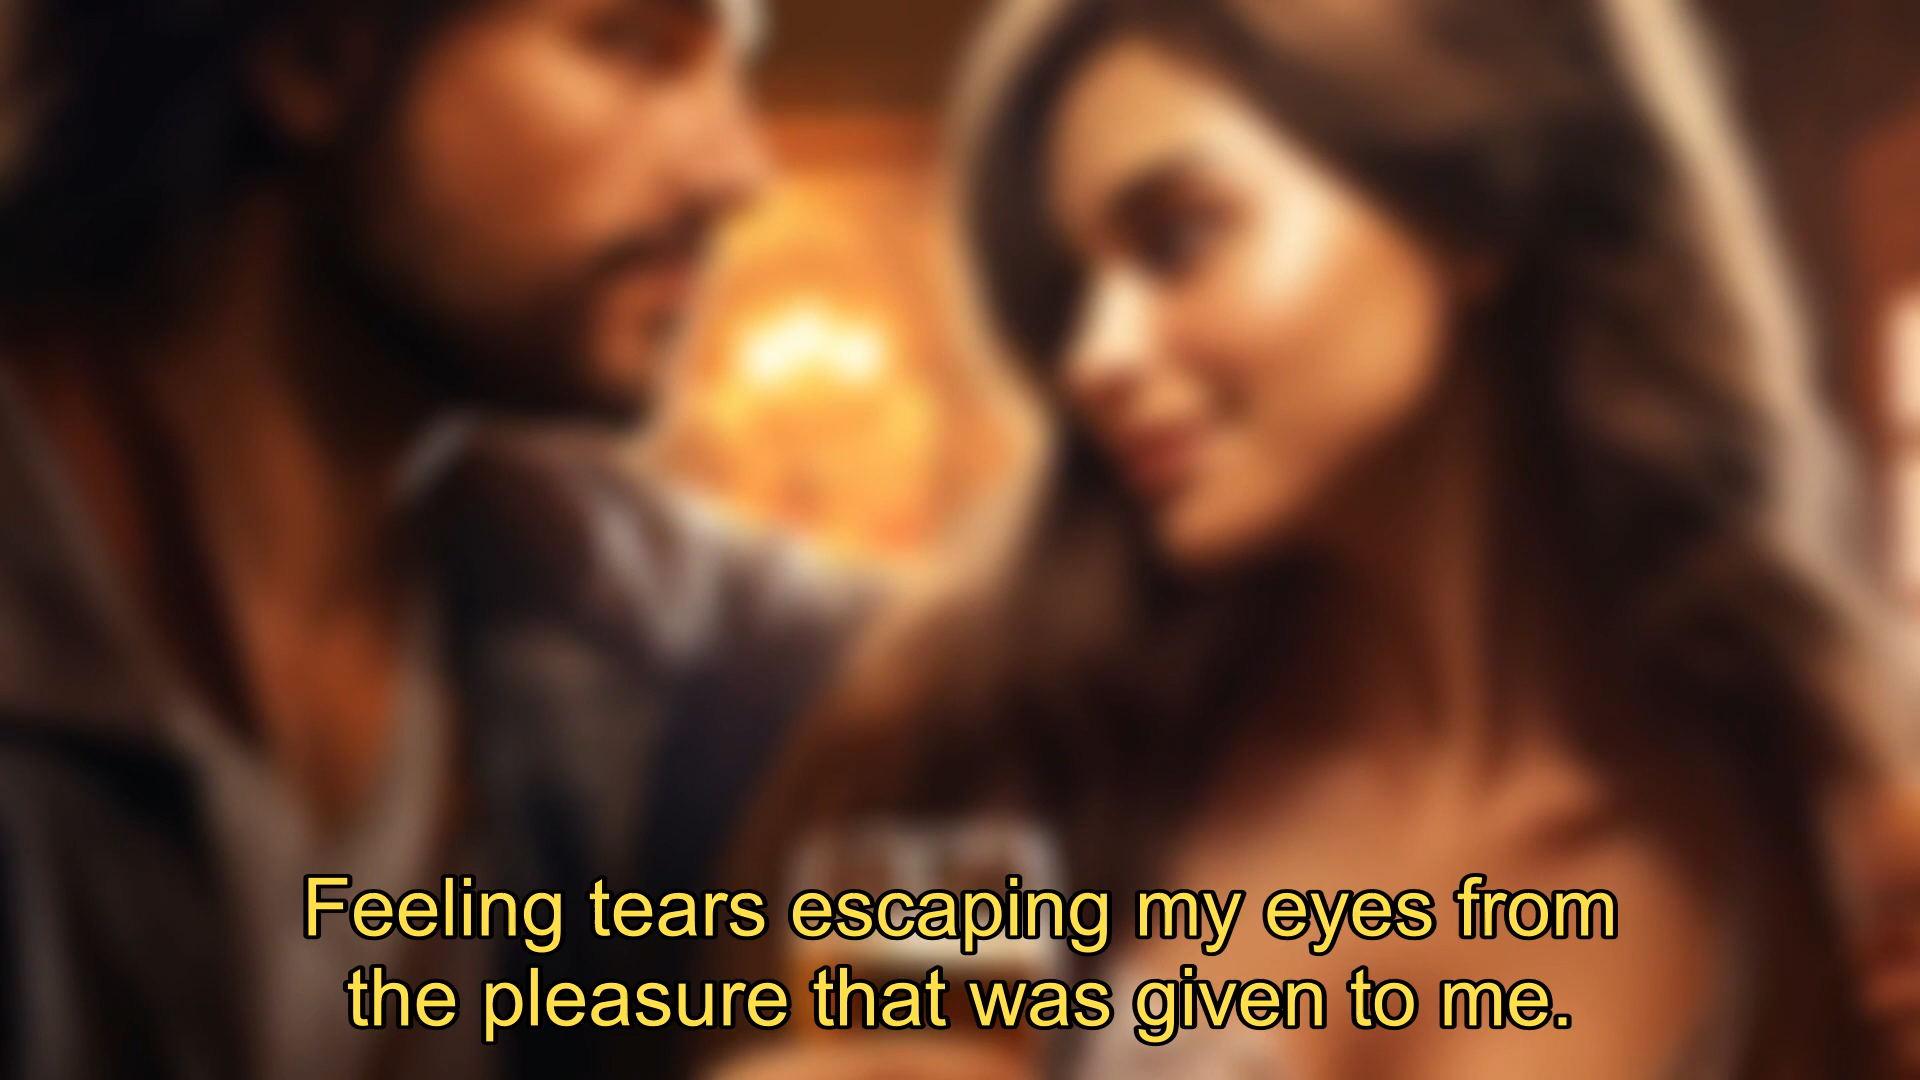 Feeling tears escaping my eyes from
the pleasure that was given to me.